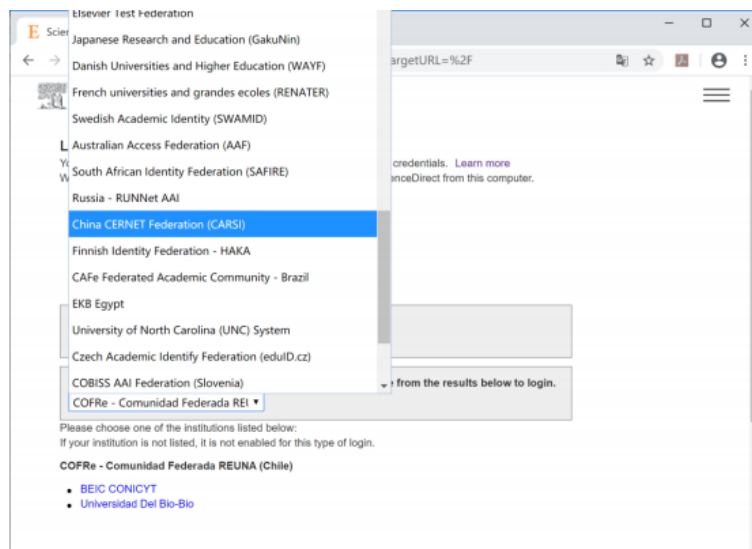 Elsevier Test Federation
E Scie
Japanese Research and Education (GakuNin)
Danish Universities and Higher Education (WAYF)
argetURL=%2F
French universities and grandes ecoles (RENATER)
Swedish Academic Identity (SWAMID)
L
Australian Access Federation (AAF)
credentials. Learn more
South African Identity Federation (SAFIRE)
enceDirect from this computer.
Russia - RUNNet AAI
China CERNET Federation (CARSI)
Finnish Identity Federation - HAKA
CAFe Federated Academic Community - Brazil
EKB Egypt
University of North Carolina (UNC) System
Czech Academic Identify Federation (eduID.cz)
COBISS AAI Federation (Slovenia)
from the results below to login.
COFRe - Comunidad Federada REU
Please choose one of the institutions listed below:
If your institution is not listed, it is not enabled for this type of login.
COFRe - Comunidad Federada REUNA (Chile)
BEIC CONICYT
Universidad Del Bio-Bio